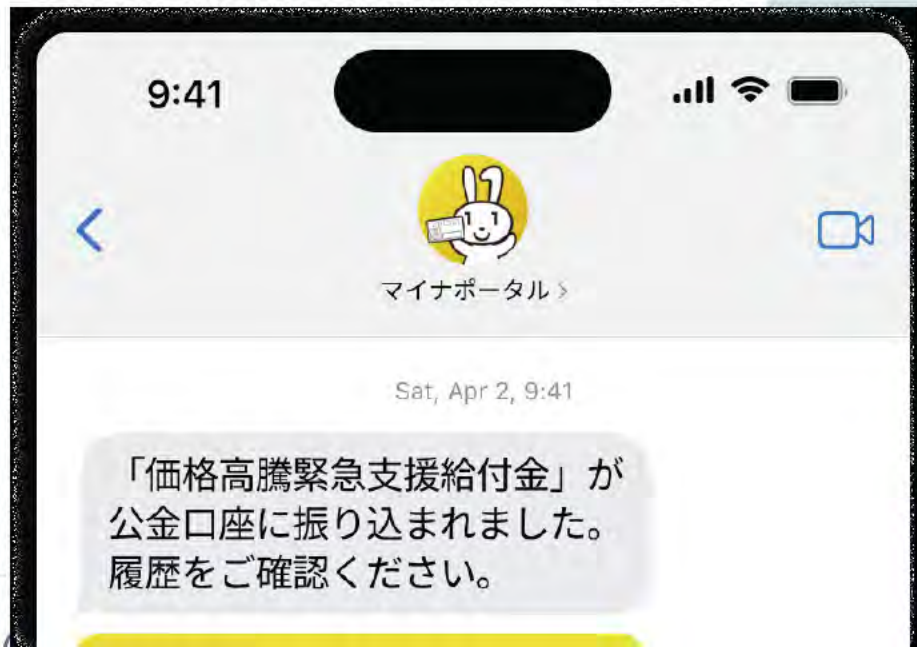 9:41
マイナポータル
Sat, Apr 2, 9:41
「価格高騰緊急支援給付金」が
公金口座に振り込まれました。
履歴をご確認ください。